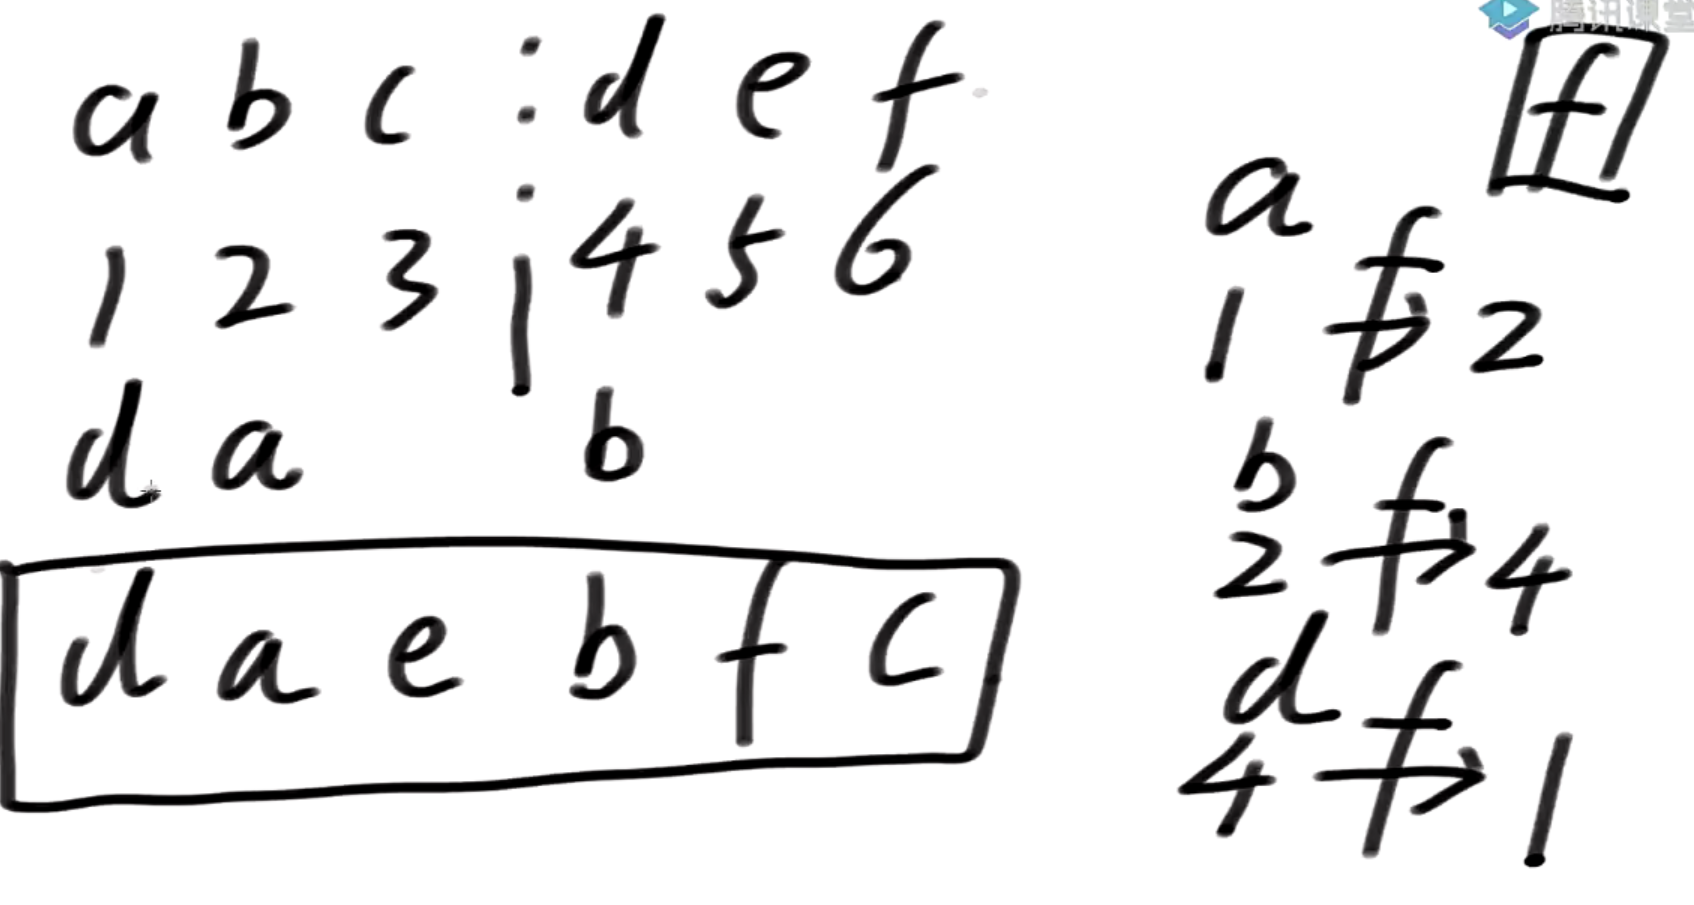 腾讯课堂
a b c d e f
1 2 3 4 5 6
d a b
d a e b f c
f
a
1 f→ 2
b
2 f→ 4
d
4 f→ 1